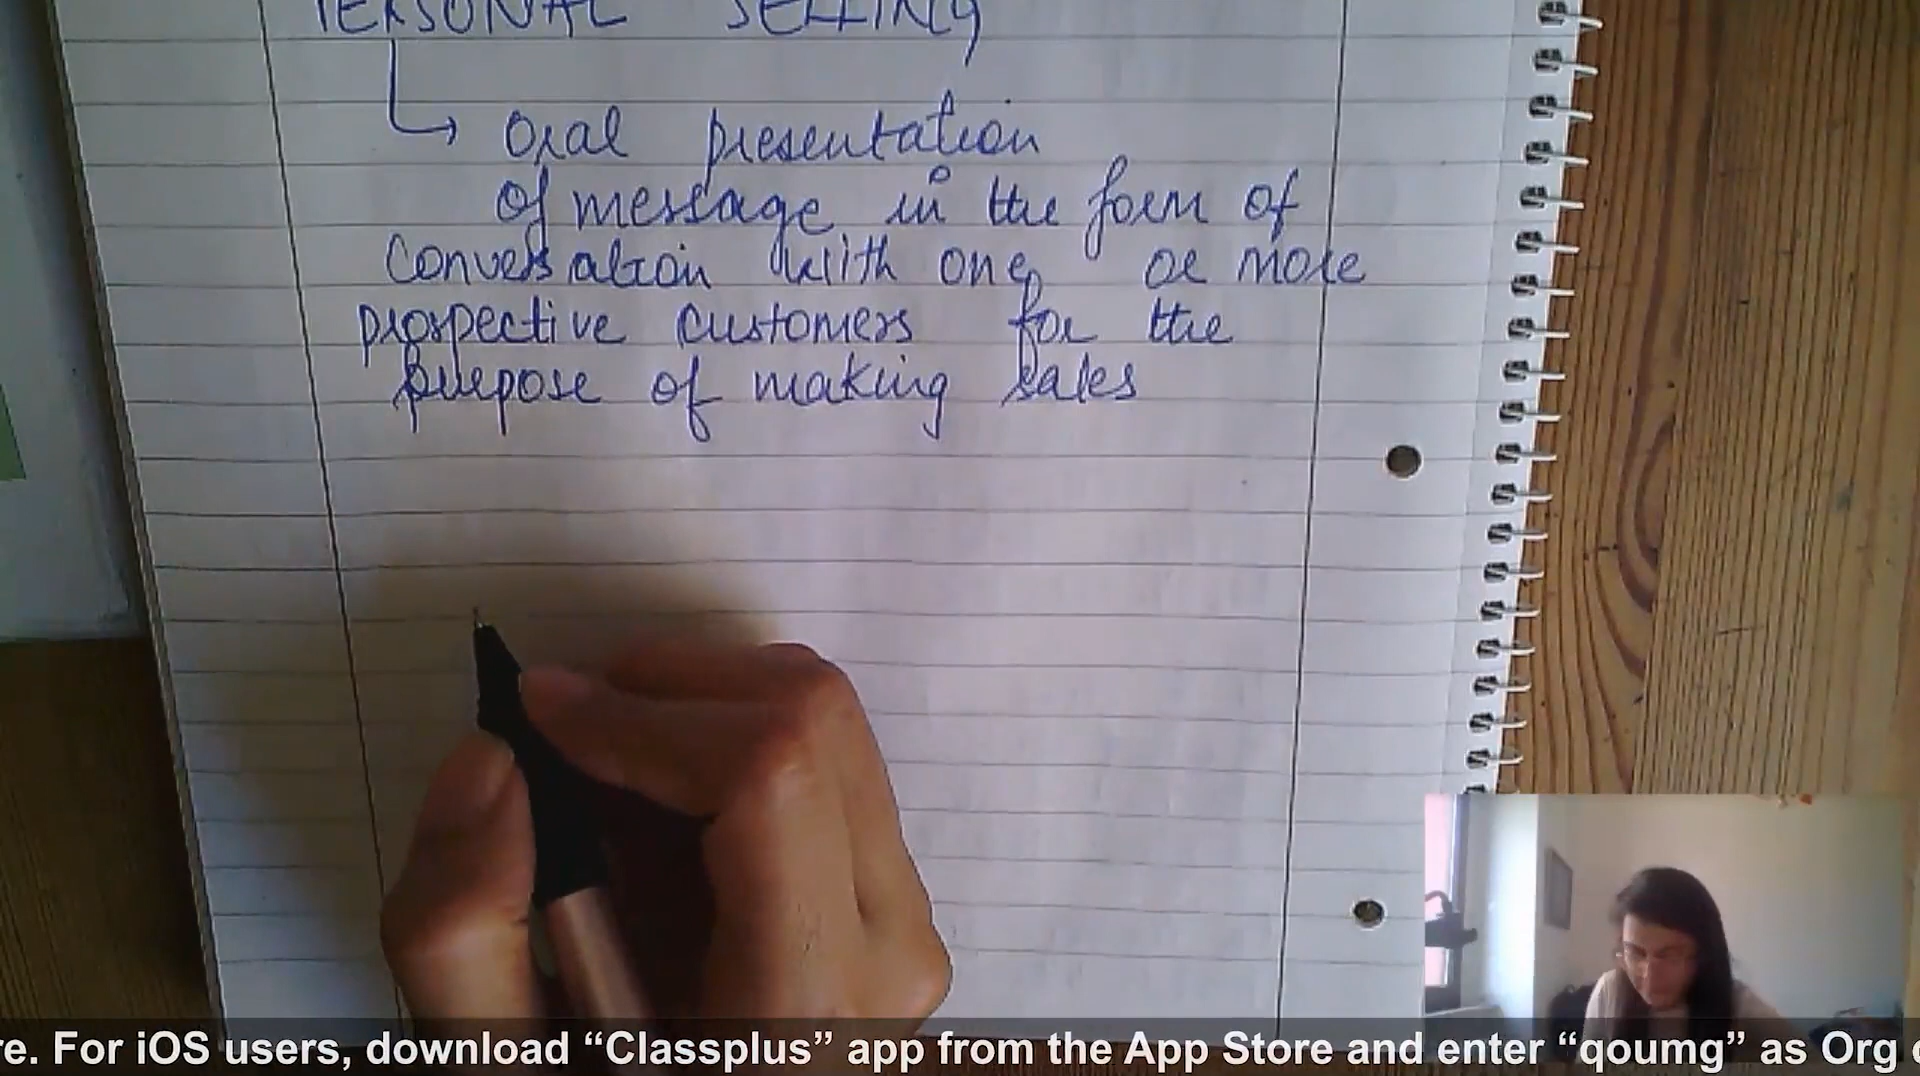 PERSONAL SELLING
Oral presentation
of message in the form of
conversation with one or more
prospective customers for the
purpose of making sales
re. For iOS users, download “Classplus” app from the App Store and enter “qoumg” as Org